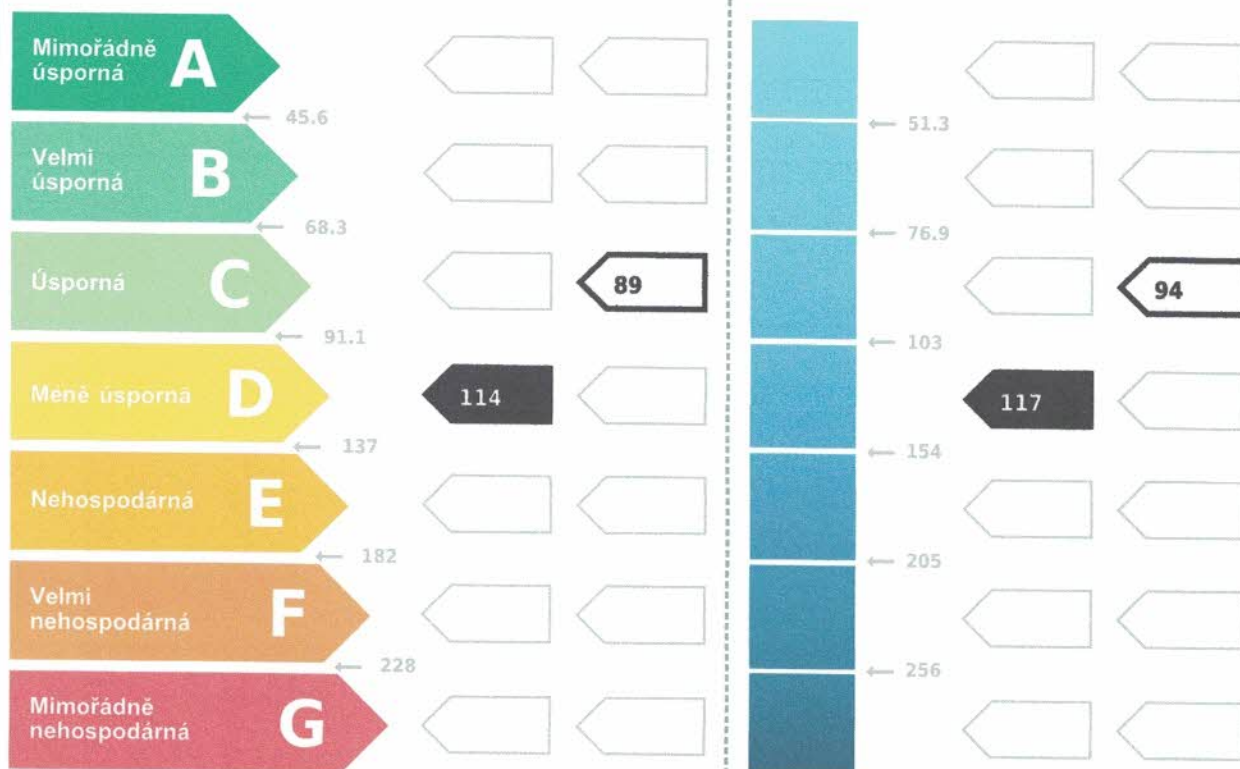 Mimořádně
úsporná
A
45.6
51.3
Velmi
úsporná
B
68.3
76.9
Úsporná
C
89
94
91.1
103
Méně úsporná
D
114
117
137
154
Nehospodárná
E
182
205
Velmi
nehospodárná
F
228
256
Mimořádně
nehospodárná
G